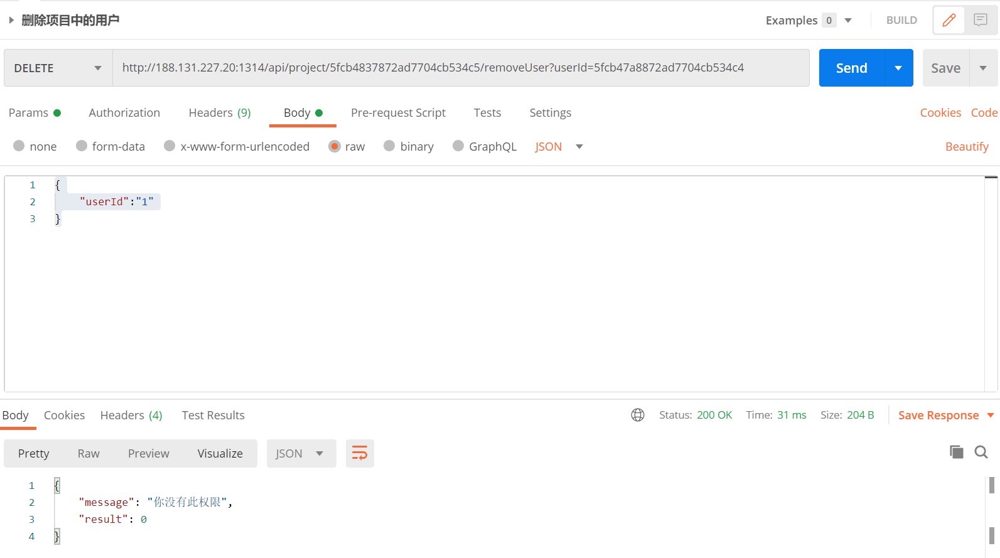 删除项目中的用户 Examples 0 BUILD
DELETE http://188.131.227.20:1314/api/project/5fcb4837872ad7704cb534c5/removeUser?userId=5fcb47a8872ad7704cb534c4 Send Save
Params Authorization Headers (9) Body Pre-request Script Tests Settings Cookies Code
none form-data x-www-form-urlencoded raw binary GraphQL JSON Beautify
1 {
2 "userId":"1"
3 }
Body Cookies Headers (4) Test Results Status: 200 OK Time: 31 ms Size: 204 B Save Response
Pretty Raw Preview Visualize JSON
1 {
2 "message": "你没有此权限",
3 "result": 0
4 }